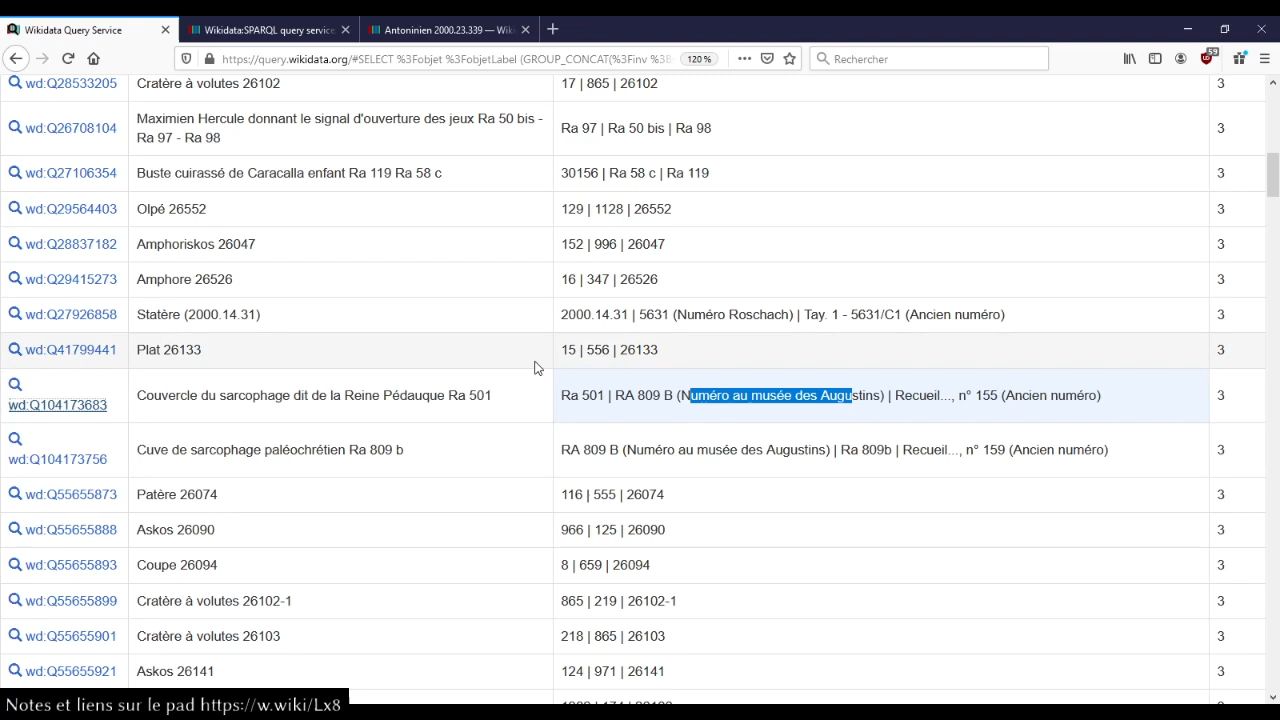 Wikidata Query Service
Wikidata:SPARQL query service
Antoninien 2000.23.339 — Wiki
https://query.wikidata.org/#SELECT %3Fobjet %3FobjetLabel (GROUP_CONCAT(%3Finv %3B
120 %
Rechercher
59
wd:Q28533205 Cratère à volutes 26102 17 | 865 | 26102 3
wd:Q26708104 Maximien Hercule donnant le signal d'ouverture des jeux Ra 50 bis - Ra 97 | Ra 50 bis | Ra 98 3
Ra 97 - Ra 98
wd:Q27106354 Buste cuirassé de Caracalla enfant Ra 119 Ra 58 c 30156 | Ra 58 c | Ra 119 3
wd:Q29564403 Olpé 26552 129 | 1128 | 26552 3
wd:Q28837182 Amphoriskos 26047 152 | 996 | 26047 3
wd:Q29415273 Amphore 26526 16 | 347 | 26526 3
wd:Q27926858 Statère (2000.14.31) 2000.14.31 | 5631 (Numéro Roschach) | Tay. 1 - 5631/C1 (Ancien numéro) 3
wd:Q41799441 Plat 26133 15 | 556 | 26133 3
wd:Q104173683 Couvercle du sarcophage dit de la Reine Pédauque Ra 501 Ra 501 | RA 809 B (Numéro au musée des Augustins) | Recueil..., n° 155 (Ancien numéro) 3
wd:Q104173756 Cuve de sarcophage paléochrétien Ra 809 b RA 809 B (Numéro au musée des Augustins) | Ra 809b | Recueil..., n° 159 (Ancien numéro) 3
wd:Q55655873 Patère 26074 116 | 555 | 26074 3
wd:Q55655888 Askos 26090 966 | 125 | 26090 3
wd:Q55655893 Coupe 26094 8 | 659 | 26094 3
wd:Q55655899 Cratère à volutes 26102-1 865 | 219 | 26102-1 3
wd:Q55655901 Cratère à volutes 26103 218 | 865 | 26103 3
wd:Q55655921 Askos 26141 124 | 971 | 26141 3
Notes et liens sur le pad https://w.wiki/Lx8